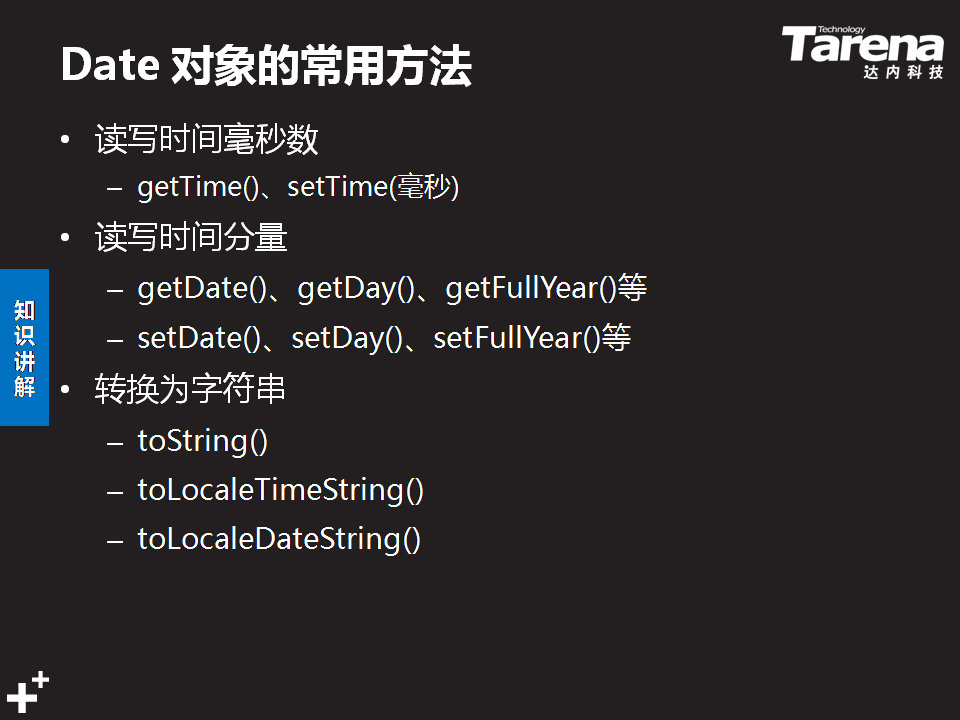 Date 对象的常用方法
Technology
Tarena
达内科技
• 读写时间毫秒数
– getTime()、setTime(毫秒)
• 读写时间分量
– getDate()、getDay()、getFullYear()等
– setDate()、setDay()、setFullYear()等
• 转换为字符串
– toString()
– toLocaleTimeString()
– toLocaleDateString()
知识讲解